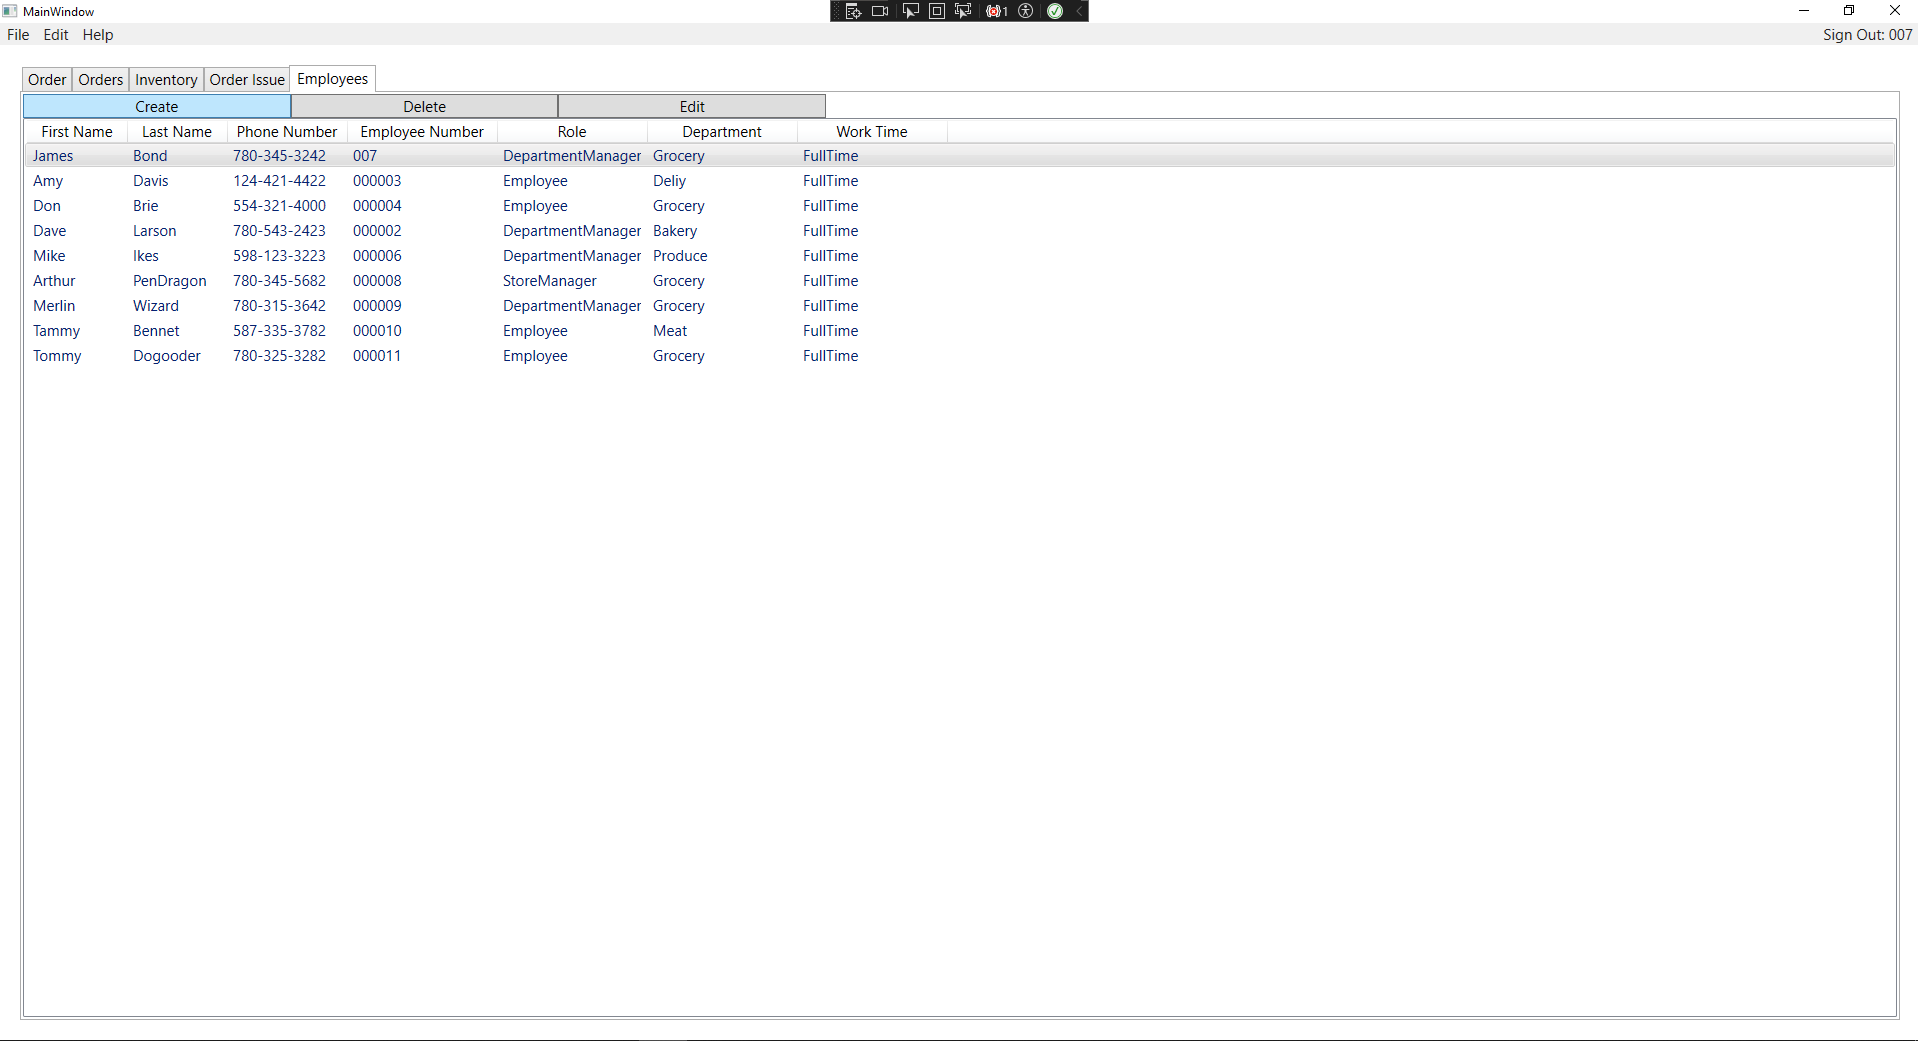 MainWindow
1
File Edit Help Sign Out: 007
Order Orders Inventory Order Issue Employees
Create Delete Edit
First Name Last Name Phone Number Employee Number Role Department Work Time
James Bond 780-345-3242 007 DepartmentManager Grocery FullTime
Amy Davis 124-421-4422 000003 Employee Deliy FullTime
Don Brie 554-321-4000 000004 Employee Grocery FullTime
Dave Larson 780-543-2423 000002 DepartmentManager Bakery FullTime
Mike Ikes 598-123-3223 000006 DepartmentManager Produce FullTime
Arthur PenDragon 780-345-5682 000008 StoreManager Grocery FullTime
Merlin Wizard 780-315-3642 000009 DepartmentManager Grocery FullTime
Tammy Bennet 587-335-3782 000010 Employee Meat FullTime
Tommy Dogooder 780-325-3282 000011 Employee Grocery FullTime